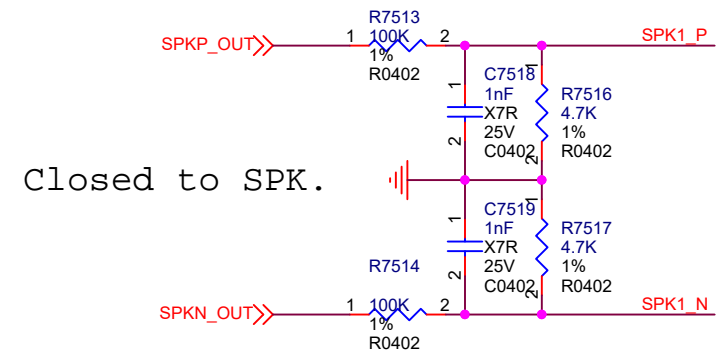 R7513
SPKP_OUT
1
100K
2
SPK1_P
1%
R0402
1
C7518
1nF
X7R
25V
C0402
2
1
R7516
4.7K
1%
R0402
2
Closed to SPK.
1
C7519
1nF
X7R
25V
C0402
2
1
R7517
4.7K
1%
R0402
2
R7514
SPKN_OUT
1
100K
2
SPK1_N
1%
R0402